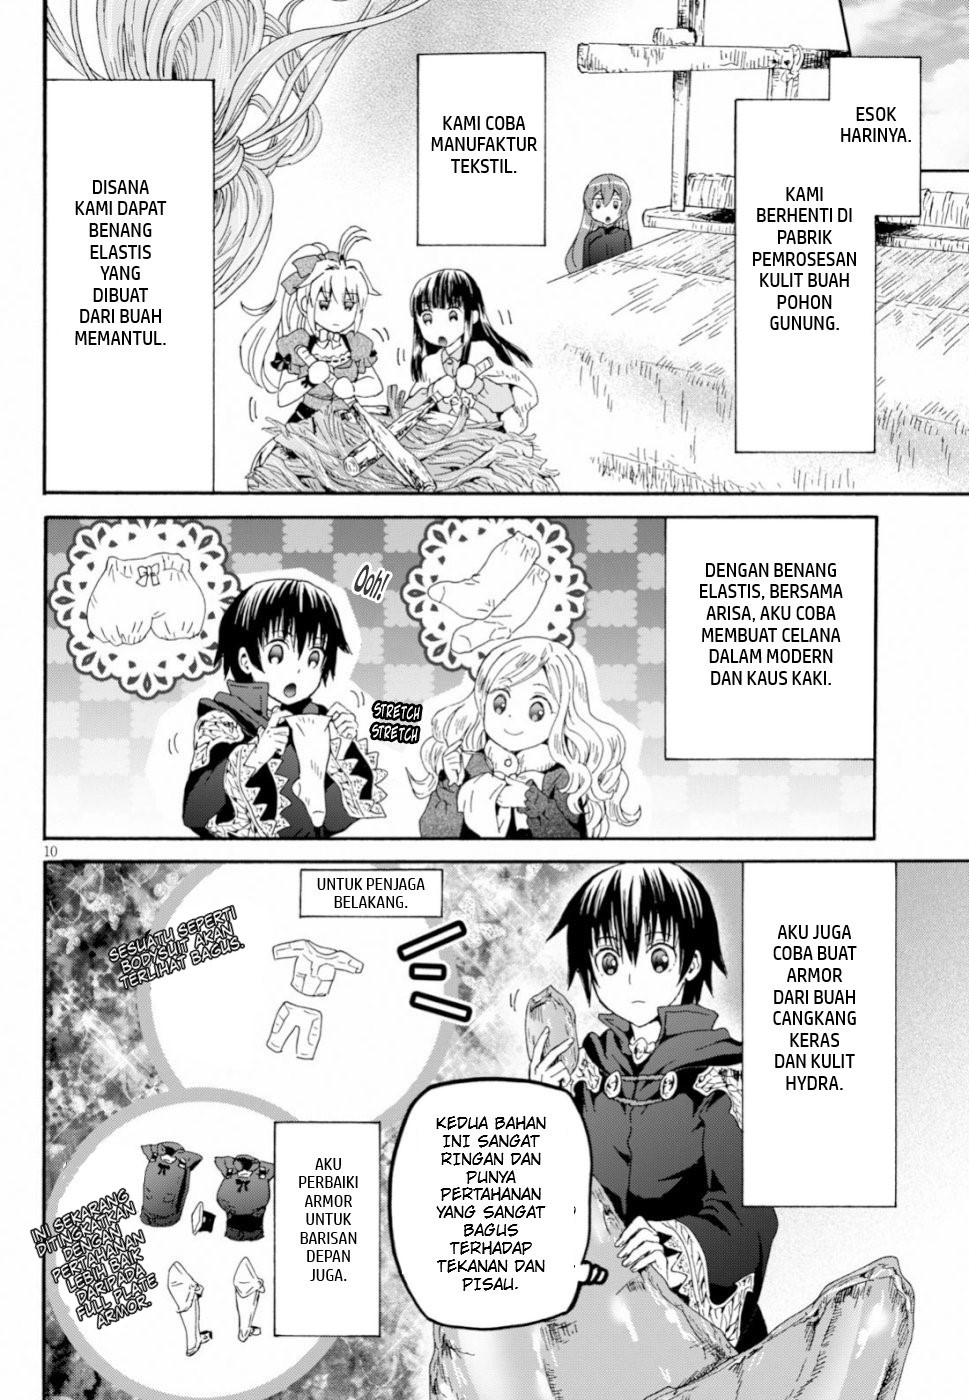 ESOK
HARINYA.
KAMI
BERHENTI DI
PABRIK
PEMROSESAN
KULIT BUAH
POHON
GUNUNG.
KAMI COBA
MANUFAKTUR
TEKSTIL.
DISANA
KAMI DAPAT
BENANG
ELASTIS
YANG
DIBUAT
DARI BUAH
MEMANTUL.
DENGAN BENANG
ELASTIS, BERSAMA
ARISA, AKU COBA
MEMBUAT CELANA
DALAM MODERN
DAN KAUS KAKI.
Ooh!
STRETCH
STRETCH
10
AKU JUGA
COBA BUAT
ARMOR
DARI BUAH
CANGKANG
KERAS
DAN KULIT
HYDRA.
UNTUK PENJAGA
BELAKANG.
SESUATU SEPERTI
BODYSUIT AKAN
TERLIHAT BAGUS.
KEDUA BAHAN
INI SANGAT
RINGAN DAN
PUNYA
PERTAHANAN
YANG SANGAT
BAGUS
TERHADAP
TEKANAN DAN
PISAU.
AKU
PERBAIKI
ARMOR
UNTUK
BARISAN
DEPAN
JUGA.
INI SEKARANG
DITINGKATKAN
DENGAN
PERTAHANAN
LEBIH BAIK
DARIPADA
FULL PLATE
ARMOR.